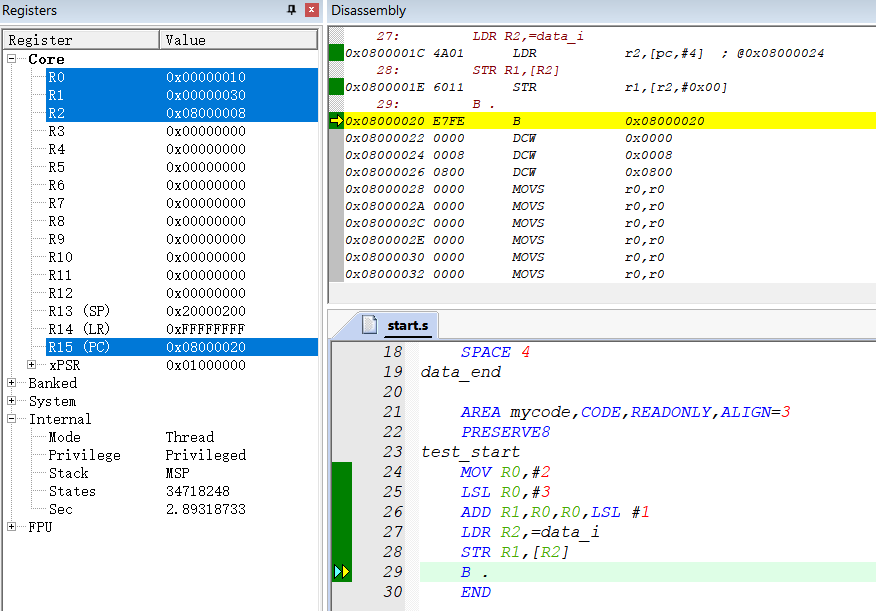 Registers
Register Value
Core
R0 0x00000010
R1 0x00000030
R2 0x08000008
R3 0x00000000
R4 0x00000000
R5 0x00000000
R6 0x00000000
R7 0x00000000
R8 0x00000000
R9 0x00000000
R10 0x00000000
R11 0x00000000
R12 0x00000000
R13 (SP) 0x20000200
R14 (LR) 0xFFFFFFFF
R15 (PC) 0x08000020
xPSR 0x01000000
Banked
System
Internal
Mode Thread
Privilege Privileged
Stack MSP
States 34718248
Sec 2.89318733
FPU
Disassembly
27: LDR R2,=data_i
0x0800001C 4A01 LDR r2,[pc,#4] ; @0x08000024
28: STR R1,[R2]
0x0800001E 6011 STR r1,[r2,#0x00]
29: B .
0x08000020 E7FE B 0x08000020
0x08000022 0000 DCW 0x0000
0x08000024 0008 DCW 0x0008
0x08000026 0800 DCW 0x0800
0x08000028 0000 MOVS r0,r0
0x0800002A 0000 MOVS r0,r0
0x0800002C 0000 MOVS r0,r0
0x0800002E 0000 MOVS r0,r0
0x08000030 0000 MOVS r0,r0
0x08000032 0000 MOVS r0,r0
start.s
18 SPACE 4
19 data_end
20
21 AREA mycode,CODE,READONLY,ALIGN=3
22 PRESERVE8
23 test_start
24 MOV R0,#2
25 LSL R0,#3
26 ADD R1,R0,R0,LSL #1
27 LDR R2,=data_i
28 STR R1,[R2]
29 B .
30 END